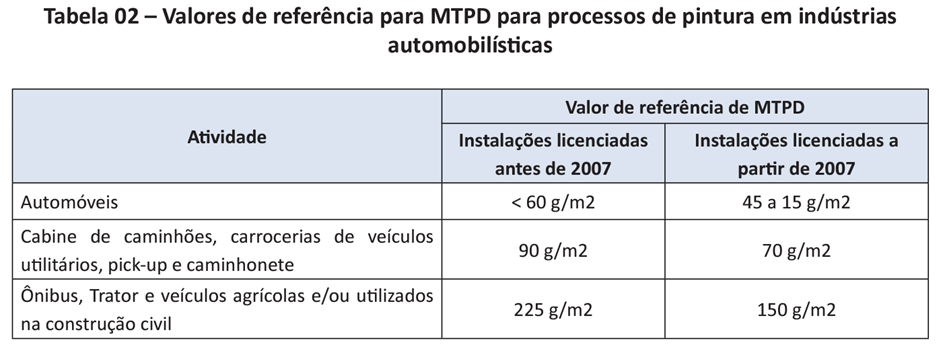 Tabela 02 – Valores de referência para MTPD para processos de pintura em indústrias
automobilísticas
Atividade
Valor de referência de MTPD
Instalações licenciadas
antes de 2007
Instalações licenciadas a
partir de 2007
Automóveis
< 60 g/m2
45 a 15 g/m2
Cabine de caminhões, carrocerias de veículos
utilitários, pick-up e caminhonete
90 g/m2
70 g/m2
Ônibus, Trator e veículos agrícolas e/ou utilizados
na construção civil
225 g/m2
150 g/m2